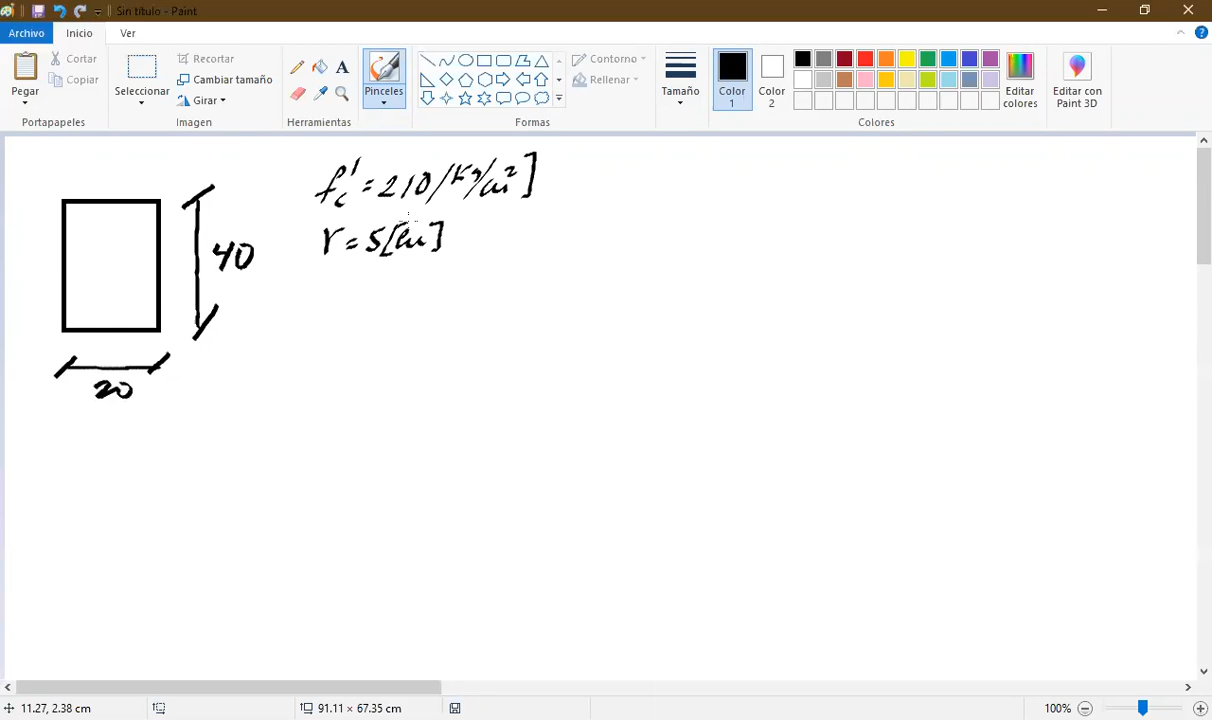 Sin título - Paint
Archivo Inicio Ver
Pegar
Cortar
Copiar
Portapapeles
Seleccionar
Recortar
Cambiar tamaño
Girar
Imagen
A
Herramientas
Pinceles
Contorno
Rellenar
Formas
Tamaño
Color 1
Color 2
Editar colores
Colores
Editar con Paint 3D
f'c = 210 [Kg/cm²]
r = 5 [cm]
40
20
11.27, 2.38 cm
91.11 × 67.35 cm
100%